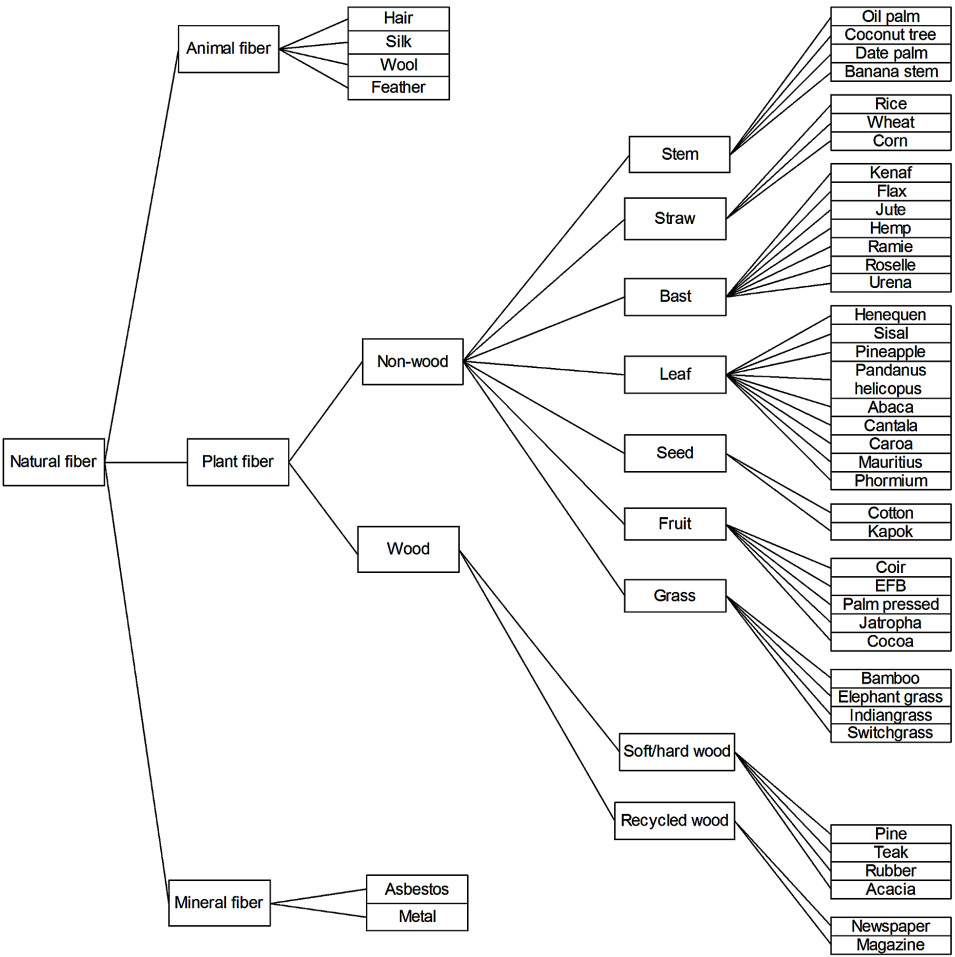 Natural fiber
Animal fiber
Hair
Silk
Wool
Feather
Plant fiber
Non-wood
Stem
Oil palm
Coconut tree
Date palm
Banana stem
Straw
Rice
Wheat
Corn
Bast
Kenaf
Flax
Jute
Hemp
Ramie
Roselle
Urena
Leaf
Henequen
Sisal
Pineapple
Pandanus
helicopus
Abaca
Cantala
Caroa
Mauritius
Phormium
Seed
Cotton
Kapok
Fruit
Coir
EFB
Palm pressed
Jatropha
Cocoa
Grass
Bamboo
Elephant grass
Indiangrass
Switchgrass
Wood
Soft/hard wood
Pine
Teak
Rubber
Acacia
Recycled wood
Newspaper
Magazine
Mineral fiber
Asbestos
Metal